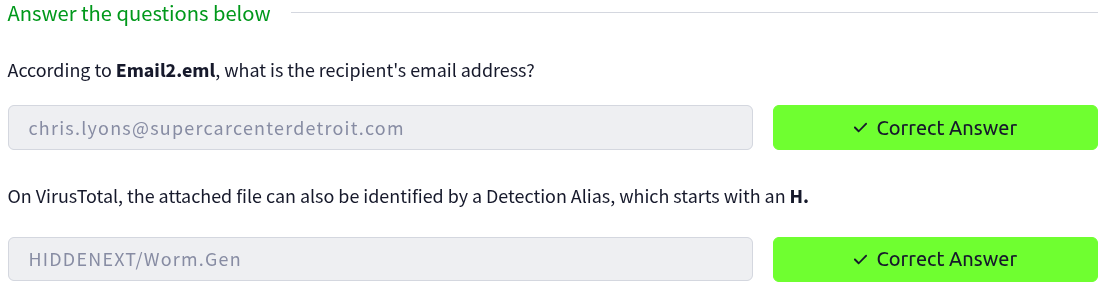 Answer the questions below
According to Email2.eml, what is the recipient's email address?
chris.lyons@supercarcenterdetroit.com
✓ Correct Answer
On VirusTotal, the attached file can also be identified by a Detection Alias, which starts with an H.
HIDDENEXT/Worm.Gen
✓ Correct Answer